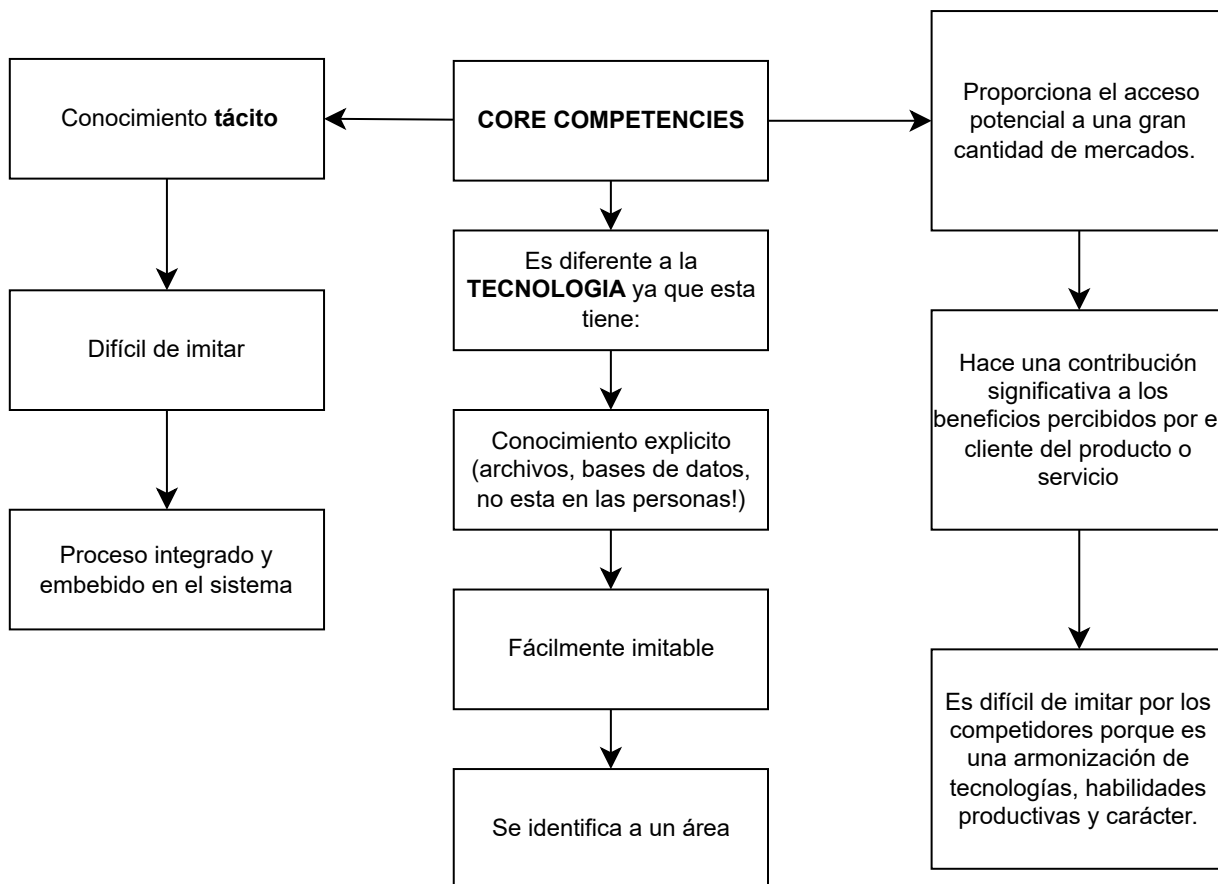 Conocimiento tácito
Difícil de imitar
Proceso integrado y
embebido en el sistema
CORE COMPETENCIES
Es diferente a la
TECNOLOGIA ya que esta
tiene:
Conocimiento explicito
(archivos, bases de datos,
no esta en las personas!)
Fácilmente imitable
Se identifica a un área
Proporciona el acceso
potencial a una gran
cantidad de mercados.
Hace una contribución
significativa a los
beneficios percibidos por e
cliente del producto o
servicio
Es difícil de imitar por los
competidores porque es
una armonización de
tecnologías, habilidades
productivas y carácter.